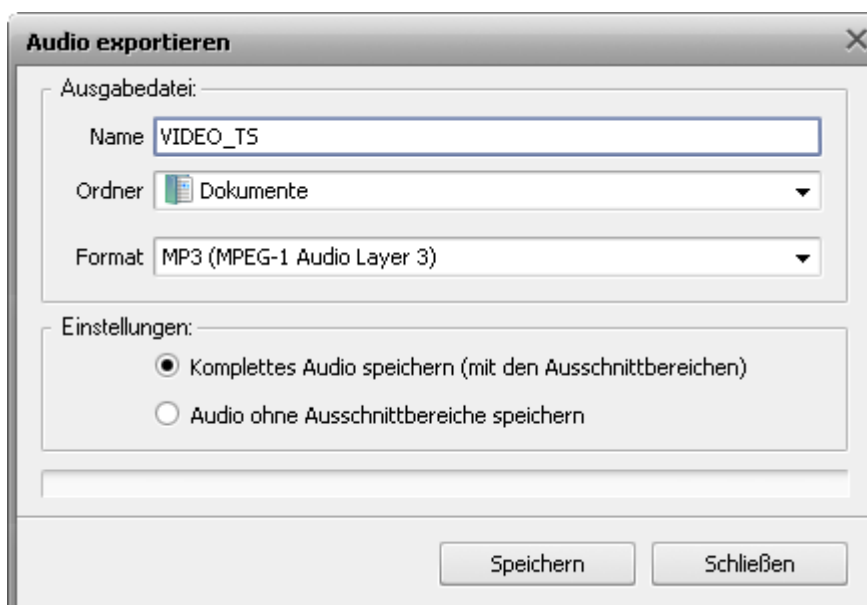 Audio exportieren
Ausgabedatei:
Name VIDEO_TS
Ordner Dokumente
Format MP3 (MPEG-1 Audio Layer 3)
Einstellungen:
Komplettes Audio speichern (mit den Ausschnittbereichen)
Audio ohne Ausschnittbereiche speichern
Speichern Schließen